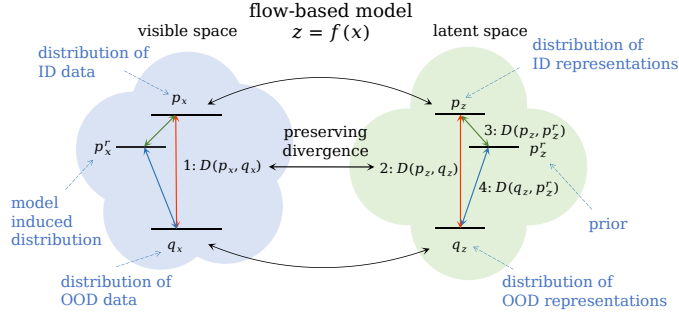 flow-based model
z = f(x)
visible space
latent space
distribution of
ID data
distribution of
ID representations
p_x
p_z
p_x^r
preserving
divergence
1: D(p_x, q_x)
2: D(p_z, q_z)
3: D(p_z, p_z^r)
p_z^r
4: D(q_z, p_z^r)
model
induced
distribution
prior
q_x
q_z
distribution of
OOD data
distribution of
OOD representations